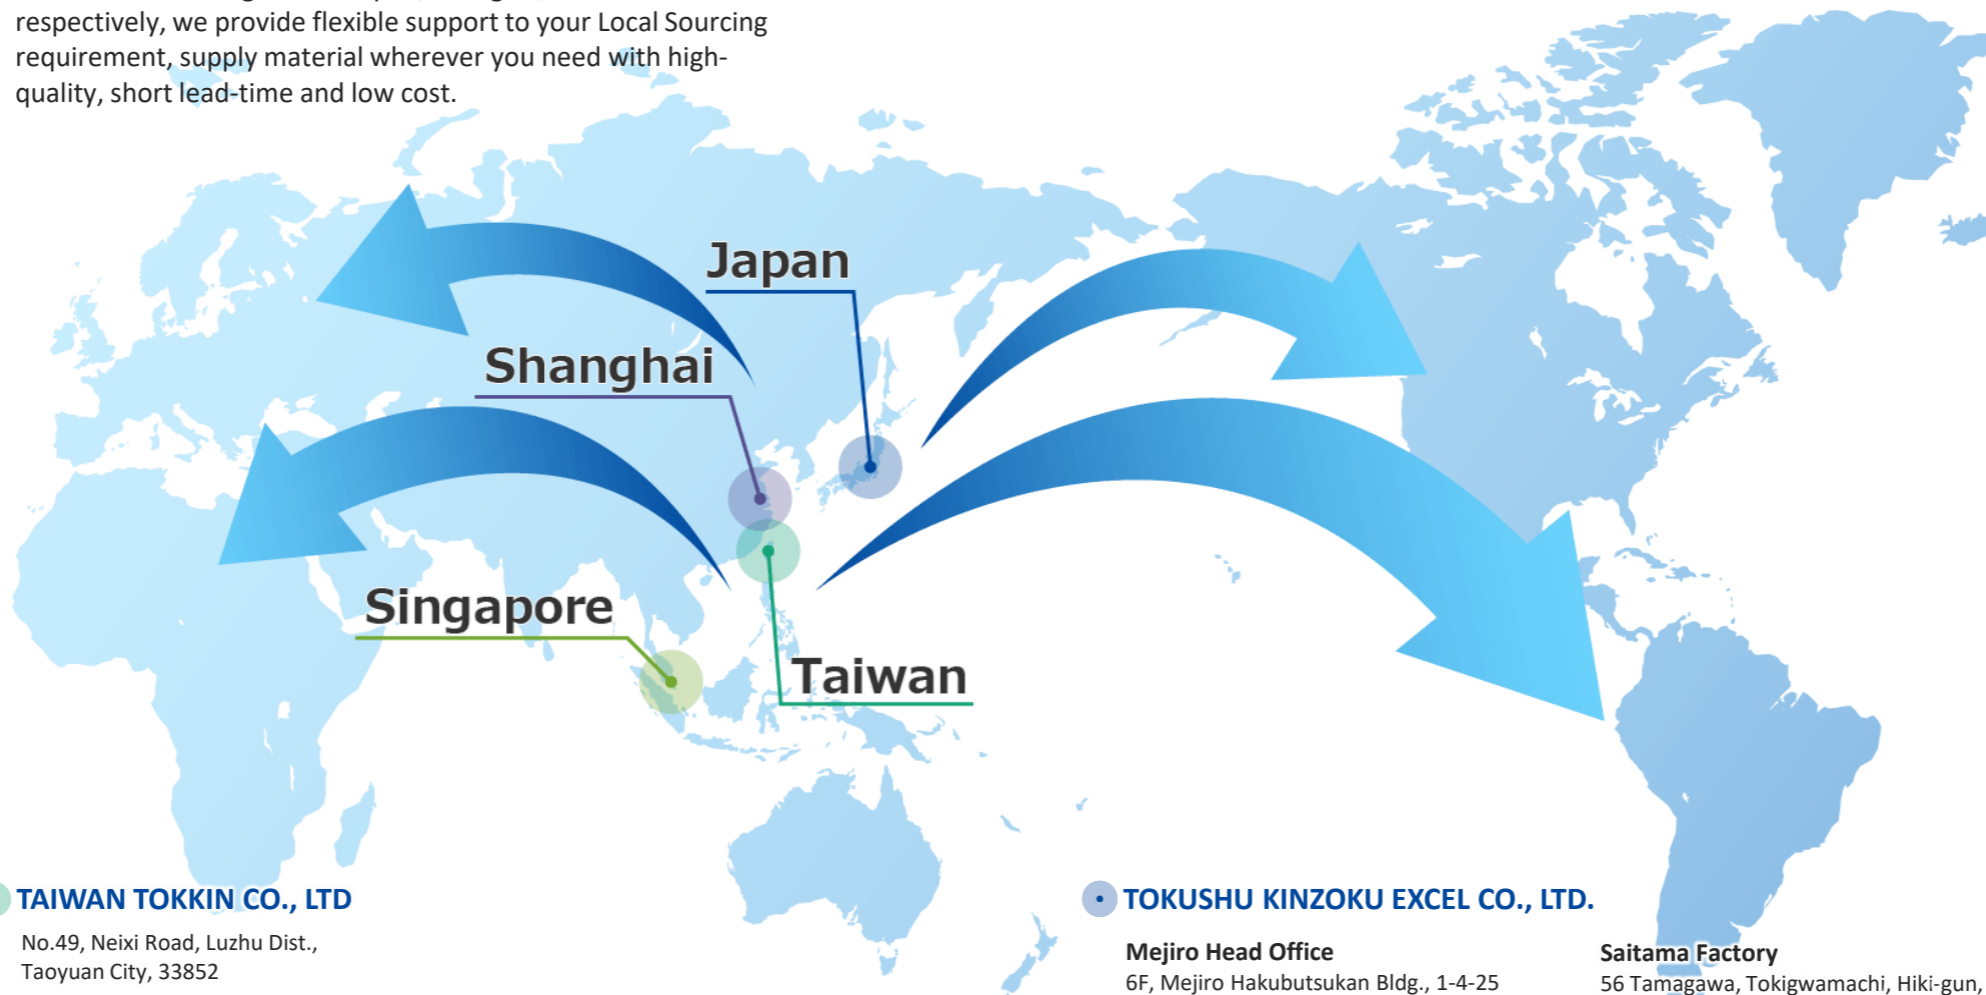 respectively, we provide flexible support to your Local Sourcing
requirement, supply material wherever you need with high-
quality, short lead-time and low cost.
Japan
Shanghai
Singapore
Taiwan
TAIWAN TOKKIN CO., LTD
No.49, Neixi Road, Luzhu Dist.,
Taoyuan City, 33852
TOKUSHU KINZOKU EXCEL CO., LTD.
Mejiro Head Office
6F, Mejiro Hakubutsukan Bldg., 1-4-25
Saitama Factory
56 Tamagawa, Tokigwamachi, Hiki-gun,